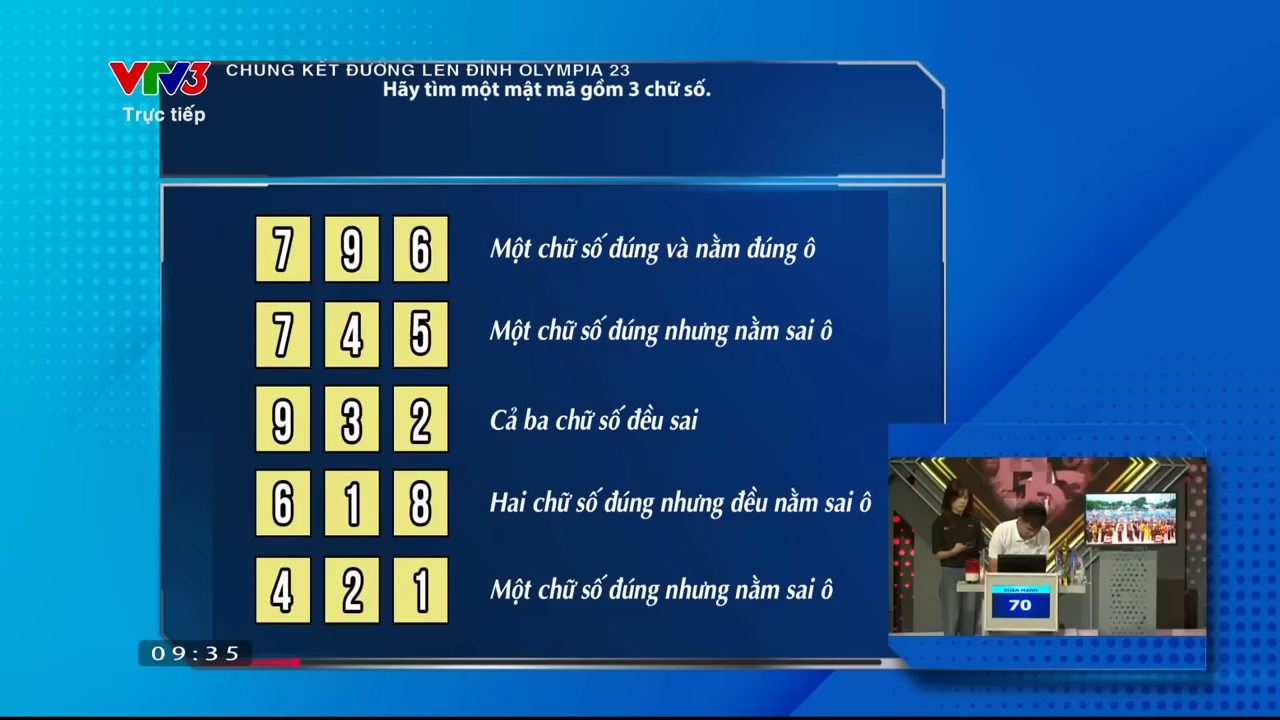 VTV3
Trực tiếp
CHUNG KẾT ĐƯỜNG LÊN ĐỈNH OLYMPIA 23
Hãy tìm một mật mã gồm 3 chữ số.
7 9 6 Một chữ số đúng và nằm đúng ô
7 4 5 Một chữ số đúng nhưng nằm sai ô
9 3 2 Cả ba chữ số đều sai
6 1 8 Hai chữ số đúng nhưng đều nằm sai ô
4 2 1 Một chữ số đúng nhưng nằm sai ô
XUÂN MẠNH
70
09:35